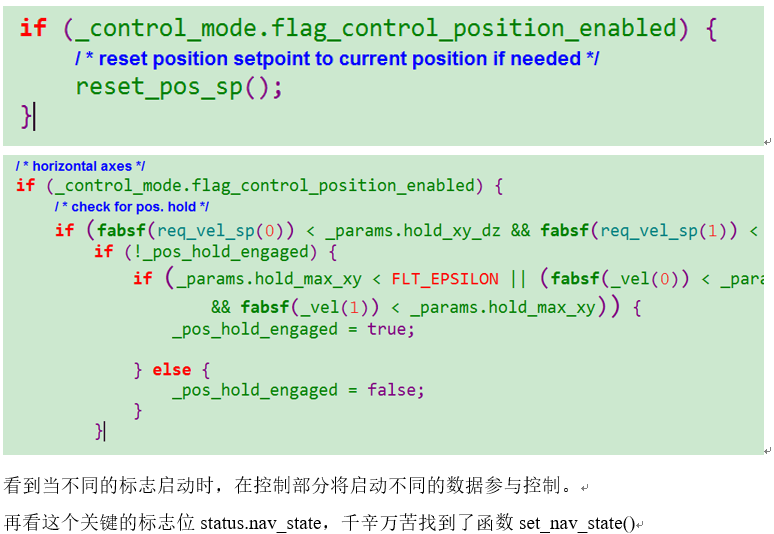 if (_control_mode.flag_control_position_enabled) {
/ * reset position setpoint to current position if needed */
reset_pos_sp();
}
/ * horizontal axes */
if (_control_mode.flag_control_position_enabled) {
/ * check for pos. hold */
if (fabsf(req_vel_sp(0)) < _params.hold_xy_dz && fabsf(req_vel_sp(1)) <
if (!_pos_hold_engaged) {
if (_params.hold_max_xy < FLT_EPSILON || (fabsf(_vel(0)) < _para
&& fabsf(_vel(1)) < _params.hold_max_xy)) {
_pos_hold_engaged = true;
} else {
_pos_hold_engaged = false;
}
}
看到当不同的标志启动时，在控制部分将启动不同的数据参与控制。
再看这个关键的标志位 status.nav_state，千辛万苦找到了函数 set_nav_state()